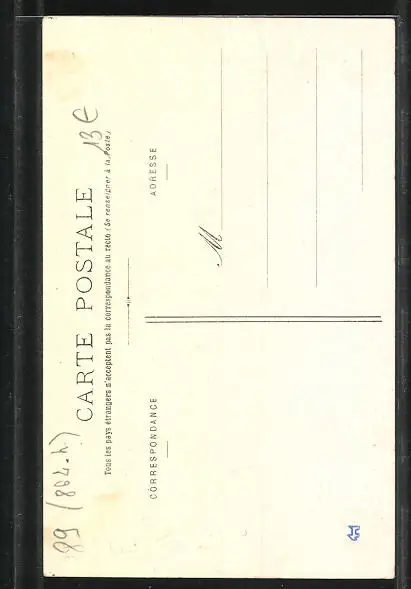 89 (864-h.)
13€
CARTE POSTALE
Tous les pays étrangers n'acceptent pas la correspondance au recto (Se renseigner à la Poste)
CORRESPONDANCE
ADRESSE
M